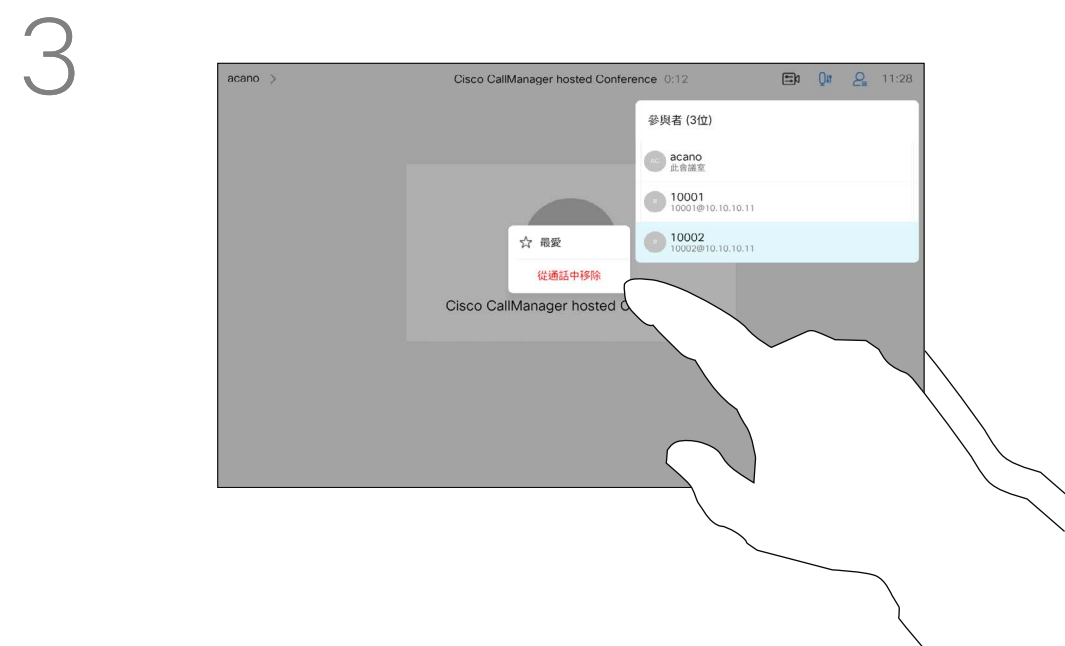 3
acano >
Cisco CallManager hosted Conference 0:12
11:28
參與者 (3位)
AC
acano
此會議室
#
10001
10001@10.10.10.11
#
10002
10002@10.10.10.11
最愛
從通話中移除
Cisco CallManager hosted